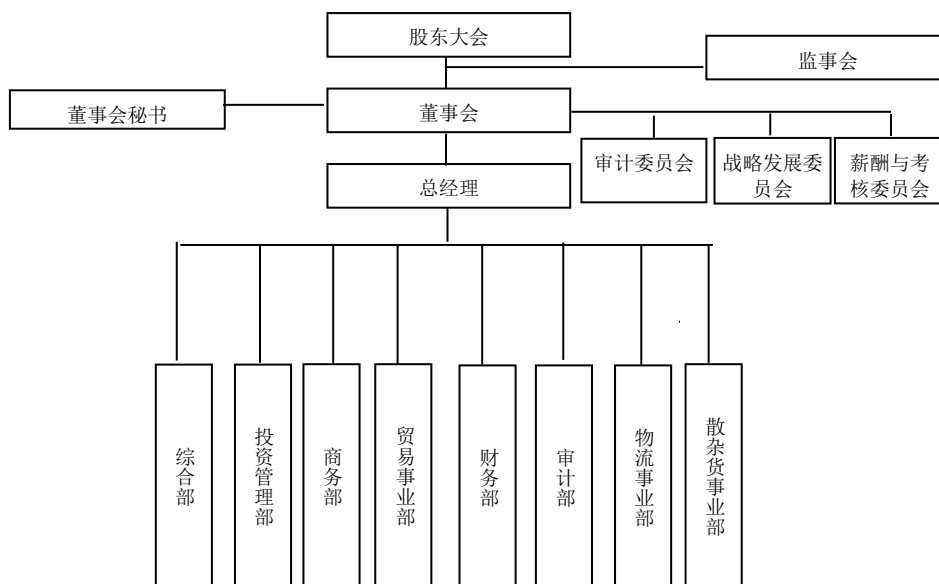 股东大会
监事会
董事会秘书
董事会
审计委员会
战略发展委
员会
薪酬与考
核委员会
总经理
综合部
投资管理部
商务部
贸易事业部
财务部
审计部
物流事业部
散杂货事业部